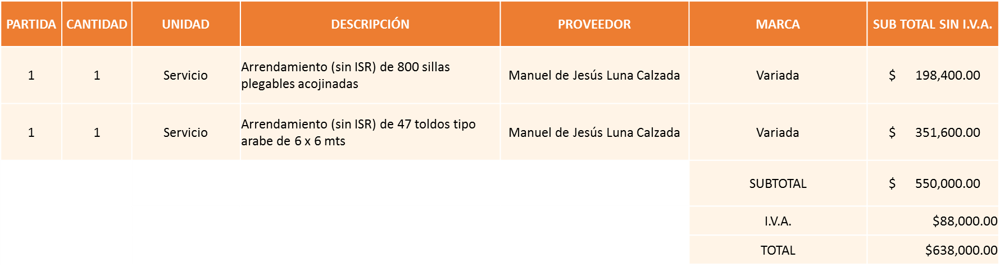 PARTIDA CANTIDAD UNIDAD DESCRIPCIÓN PROVEEDOR MARCA SUB TOTAL SIN I.V.A.
1 1 Servicio Arrendamiento (sin ISR) de 800 sillas
plegables acojinadas Manuel de Jesús Luna Calzada Variada $ 198,400.00
1 1 Servicio Arrendamiento (sin ISR) de 47 toldos tipo
arabe de 6 x 6 mts Manuel de Jesús Luna Calzada Variada $ 351,600.00
SUBTOTAL $ 550,000.00
I.V.A. $88,000.00
TOTAL $638,000.00